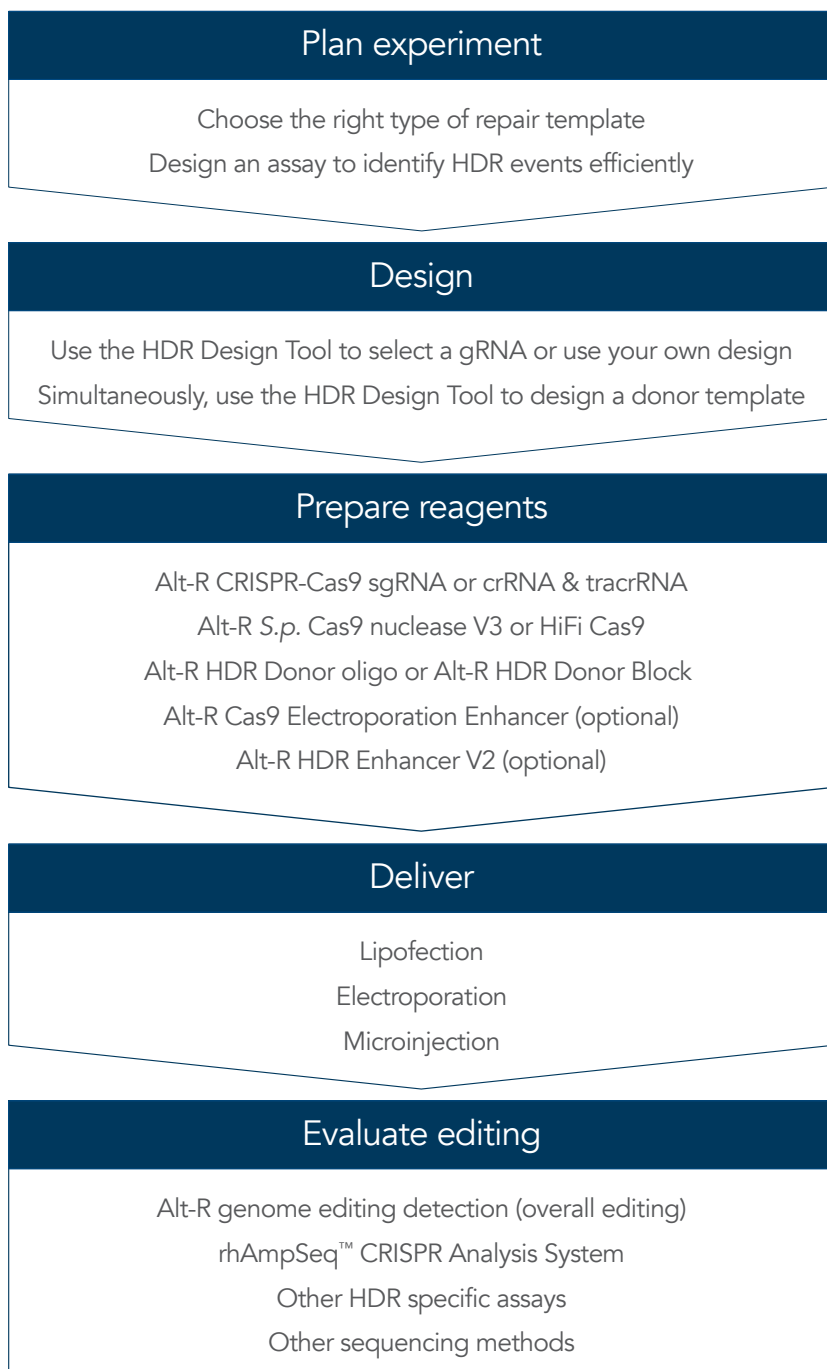 Plan experiment
Choose the right type of repair template
Design an assay to identify HDR events efficiently
Design
Use the HDR Design Tool to select a gRNA or use your own design
Simultaneously, use the HDR Design Tool to design a donor template
Prepare reagents
Alt-R CRISPR-Cas9 sgRNA or crRNA & tracrRNA
Alt-R S.p. Cas9 nuclease V3 or HiFi Cas9
Alt-R HDR Donor oligo or Alt-R HDR Donor Block
Alt-R Cas9 Electroporation Enhancer (optional)
Alt-R HDR Enhancer V2 (optional)
Deliver
Lipofection
Electroporation
Microinjection
Evaluate editing
Alt-R genome editing detection (overall editing)
rhAmpSeq™ CRISPR Analysis System
Other HDR specific assays
Other sequencing methods